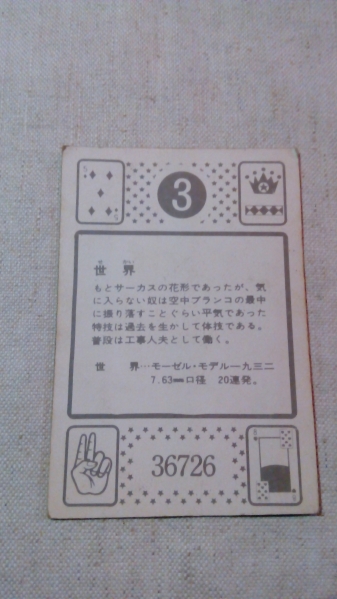 3
せ かい
世 界
もとサーカスの花形であったが、気
に入らない奴は空中ブランコの最中
に振り落すことぐらい平気であった
特技は過去を生かして体技である。
普段は工事人夫として働く。
世 界…モーゼル・モデル一九三二
7.63㎜口径 20連発。
36726